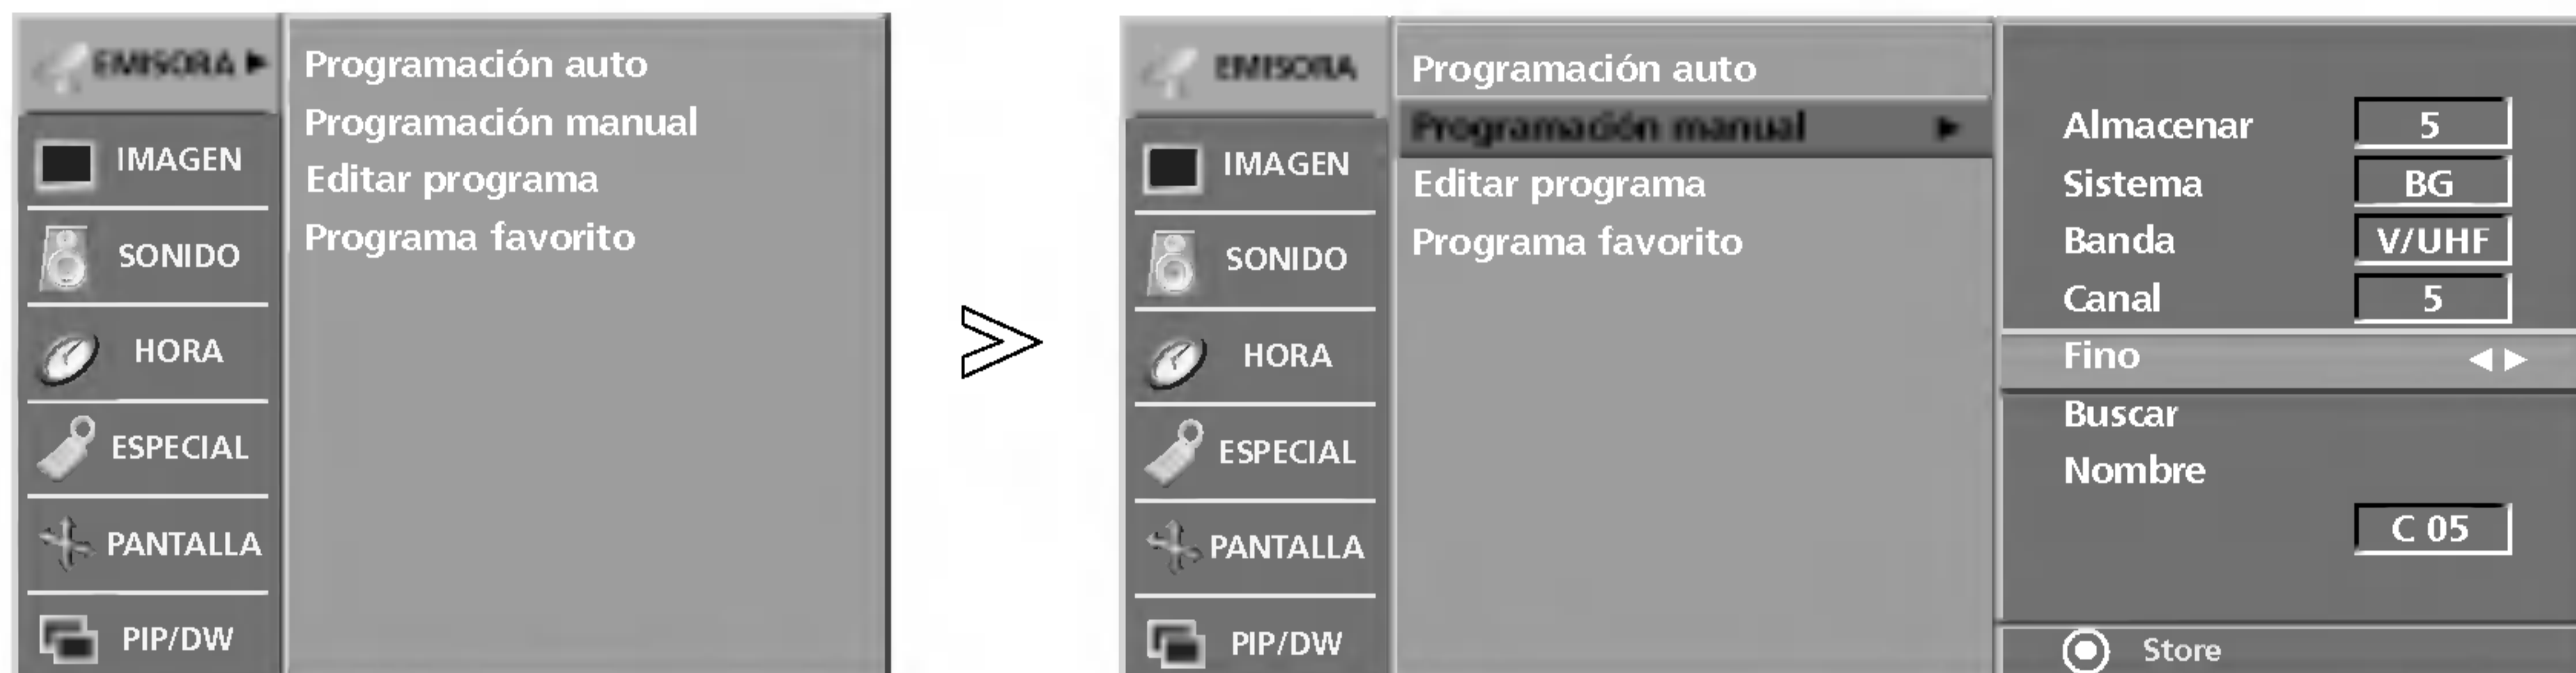 EMISORA ▶
IMAGEN
SONIDO
HORA
ESPECIAL
PANTALLA
PIP/DW
Programación auto
Programación manual
Editar programa
Programa favorito
EMISORA
IMAGEN
SONIDO
HORA
ESPECIAL
PANTALLA
PIP/DW
Programación auto
Programación manual ▶
Editar programa
Programa favorito
Almacenar 5
Sistema BG
Banda V/UHF
Canal 5
Fino ◀ ▶
Buscar
Nombre
C 05
Store